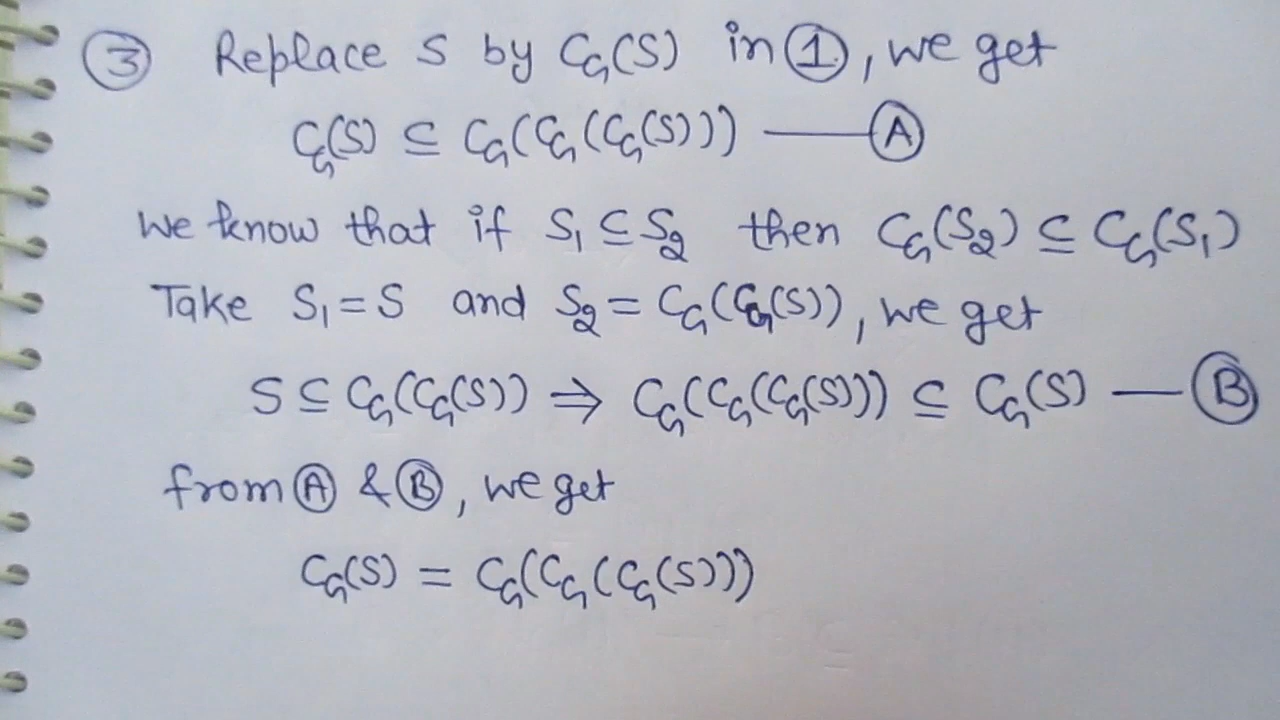 ③ Replace S by C_G(S) in ①, we get
C_G(S) ⊆ C_G(C_G(C_G(S))) —— Ⓐ
We know that if S₁ ⊆ S₂ then C_G(S₂) ⊆ C_G(S₁)
Take S₁ = S and S₂ = C_G(C_G(S)), we get
S ⊆ C_G(C_G(S)) ⇒ C_G(C_G(C_G(S))) ⊆ C_G(S) — Ⓑ
from Ⓐ & Ⓑ, we get
C_G(S) = C_G(C_G(C_G(S)))